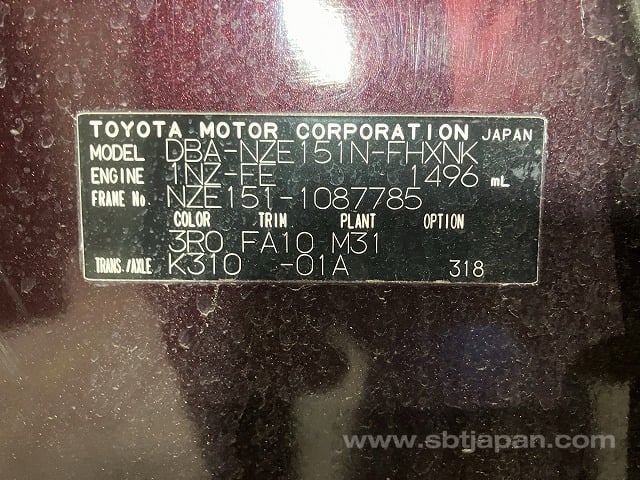 TOYOTA MOTOR CORPORATION JAPAN
MODEL DBA-NZE151N-FHXNK
ENGINE 1NZ-FE 1496 mL
FRAME No. NZE151-1087785
COLOR TRIM PLANT OPTION
3R0 FA10 M31
TRANS./AXLE K310 -01A 318
www.sbtjapan.com